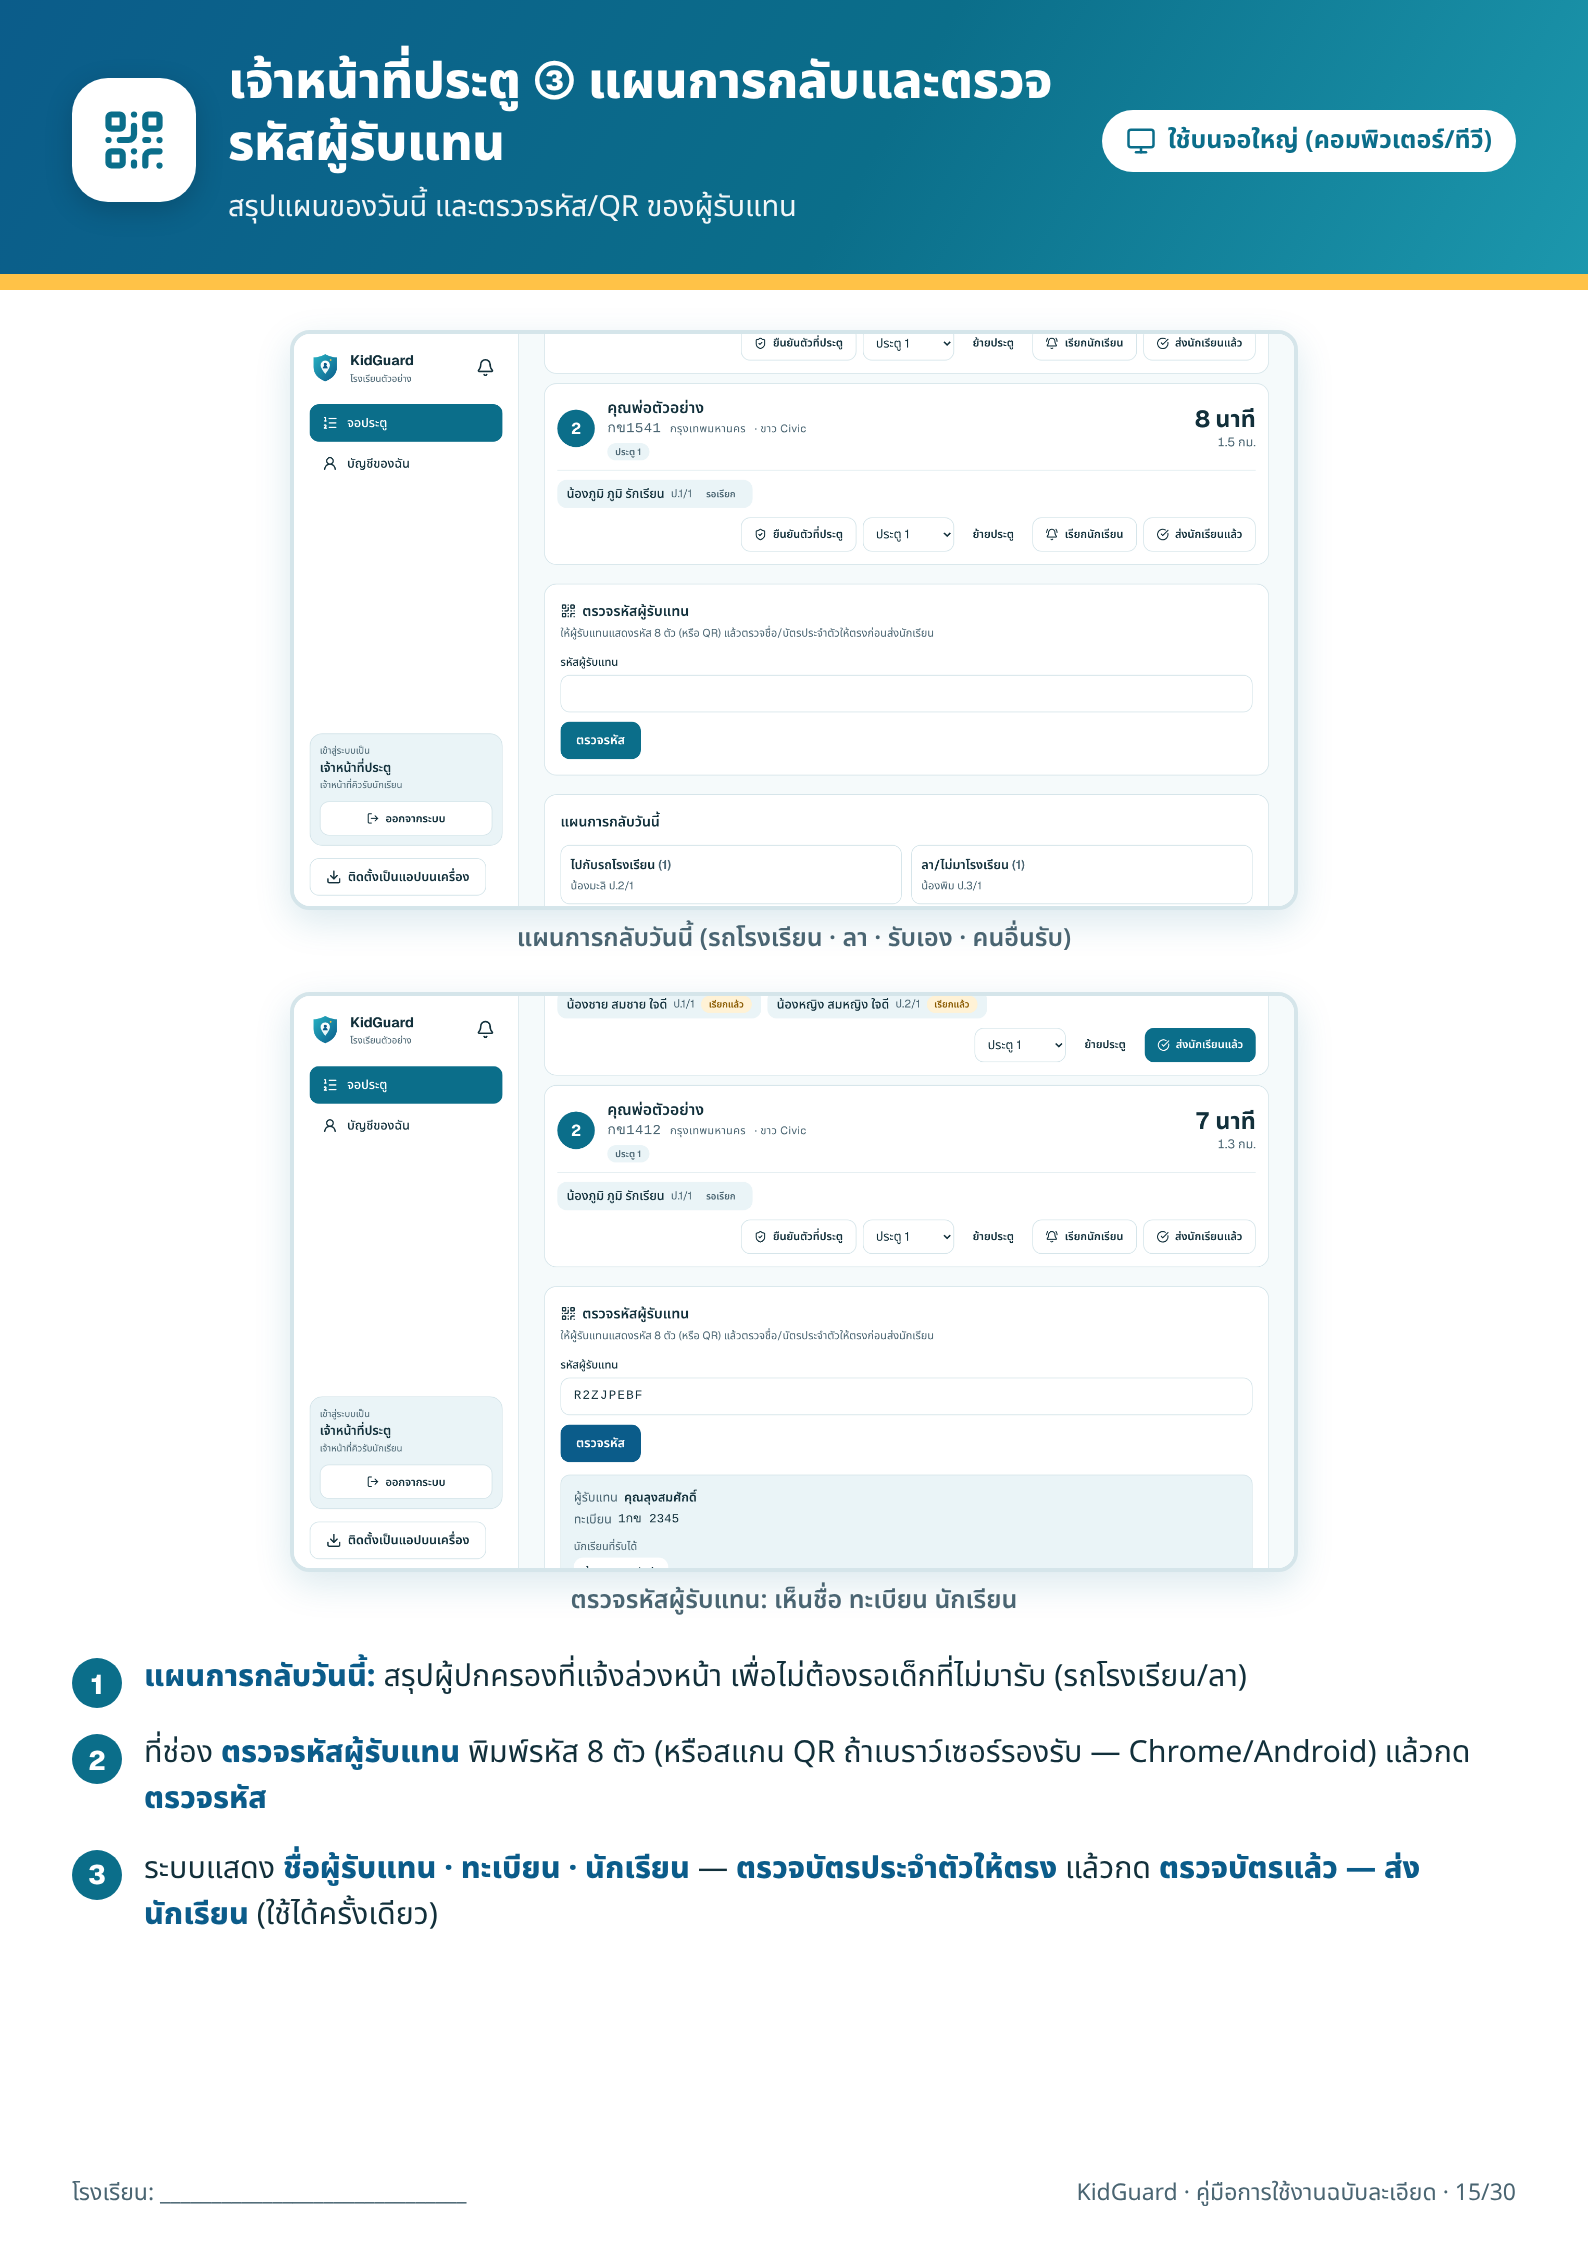 เจ้าหน้าที่ประตู ③ แผนการกลับและตรวจ
รหัสผู้รับแทน
สรุปแผนของวันนี้ และตรวจรหัส/QR ของผู้รับแทน
ใช้บนจอใหญ่ (คอมพิวเตอร์/ทีวี)
KidGuard
โรงเรียนตัวอย่าง
จอประตู
บัญชีของฉัน
เข้าสู่ระบบเป็น
เจ้าหน้าที่ประตู
เจ้าหน้าที่คิวรับนักเรียน
ออกจากระบบ
ติดตั้งเป็นแอปบนเครื่อง
ยืนยันตัวที่ประตู ประตู 1 ย้ายประตู เรียกนักเรียน ส่งนักเรียนแล้ว
2 คุณพ่อตัวอย่าง 8 นาที
กข1541 กรุงเทพมหานคร · ขาว Civic 1.5 กม.
ประตู 1
น้องภูมิ ภูมิ รักเรียน ป.1/1 รอเรียก
ยืนยันตัวที่ประตู ประตู 1 ย้ายประตู เรียกนักเรียน ส่งนักเรียนแล้ว
ตรวจรหัสผู้รับแทน
ให้ผู้รับแทนแสดงรหัส 8 ตัว (หรือ QR) แล้วตรวจชื่อ/บัตรประจำตัวให้ตรงก่อนส่งนักเรียน
รหัสผู้รับแทน
ตรวจรหัส
แผนการกลับวันนี้
ไปกับรถโรงเรียน (1) ลา/ไม่มาโรงเรียน (1)
น้องมะลิ ป.2/1 น้องพิม ป.3/1
แผนการกลับวันนี้ (รถโรงเรียน · ลา · รับเอง · คนอื่นรับ)
KidGuard
โรงเรียนตัวอย่าง
จอประตู
บัญชีของฉัน
เข้าสู่ระบบเป็น
เจ้าหน้าที่ประตู
เจ้าหน้าที่คิวรับนักเรียน
ออกจากระบบ
ติดตั้งเป็นแอปบนเครื่อง
น้องชาย สมชาย ใจดี ป.1/1 เรียกแล้ว น้องหญิง สมหญิง ใจดี ป.2/1 เรียกแล้ว
ประตู 1 ย้ายประตู ส่งนักเรียนแล้ว
2 คุณพ่อตัวอย่าง 7 นาที
กข1412 กรุงเทพมหานคร · ขาว Civic 1.3 กม.
ประตู 1
น้องภูมิ ภูมิ รักเรียน ป.1/1 รอเรียก
ยืนยันตัวที่ประตู ประตู 1 ย้ายประตู เรียกนักเรียน ส่งนักเรียนแล้ว
ตรวจรหัสผู้รับแทน
ให้ผู้รับแทนแสดงรหัส 8 ตัว (หรือ QR) แล้วตรวจชื่อ/บัตรประจำตัวให้ตรงก่อนส่งนักเรียน
รหัสผู้รับแทน
R2ZJPEBF
ตรวจรหัส
ผู้รับแทน คุณลุงสมศักดิ์
ทะเบียน 1กข 2345
นักเรียนที่รับได้
ตรวจรหัสผู้รับแทน: เห็นชื่อ ทะเบียน นักเรียน
1 แผนการกลับวันนี้: สรุปผู้ปกครองที่แจ้งล่วงหน้า เพื่อไม่ต้องรอเด็กที่ไม่มารับ (รถโรงเรียน/ลา)
2 ที่ช่อง ตรวจรหัสผู้รับแทน พิมพ์รหัส 8 ตัว (หรือสแกน QR ถ้าเบราว์เซอร์รองรับ — Chrome/Android) แล้วกด
ตรวจรหัส
3 ระบบแสดง ชื่อผู้รับแทน · ทะเบียน · นักเรียน — ตรวจบัตรประจำตัวให้ตรง แล้วกด ตรวจบัตรแล้ว — ส่ง
นักเรียน (ใช้ได้ครั้งเดียว)
โรงเรียน: ________________________
KidGuard · คู่มือการใช้งานฉบับละเอียด · 15/30